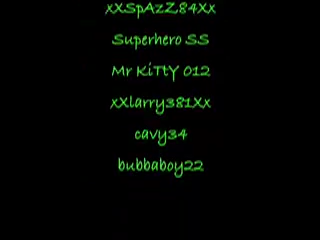 xXSpAzZ84Xx
Superhero SS
Mr KiTtY 012
xXlarry381Xx
cavy34
bubbaboy22